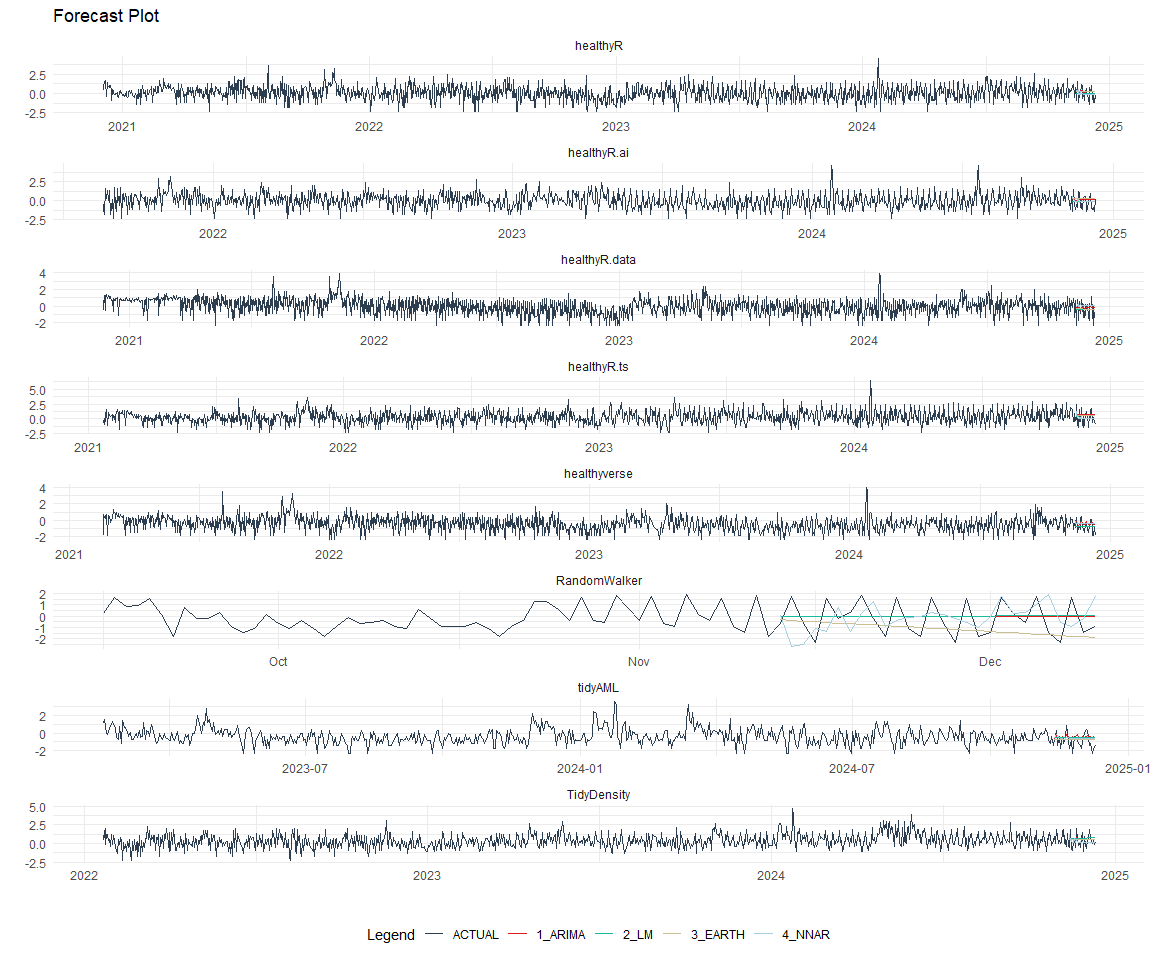 Forecast Plot
healthyR
2.5
0.0
-2.5
2021 2022 2023 2024 2025
healthyR.ai
2.5
0.0
-2.5
2022 2023 2024 2025
healthyR.data
4
2
0
-2
2021 2022 2023 2024 2025
healthyR.ts
5.0
2.5
0.0
-2.5
2021 2022 2023 2024 2025
healthyverse
4
2
0
-2
2021 2022 2023 2024 2025
RandomWalker
2
1
0
-1
-2
Oct Nov Dec
tidyAML
2
0
-2
2023-07 2024-01 2024-07 2025-01
TidyDensity
5.0
2.5
0.0
-2.5
2022 2023 2024 2025
Legend ACTUAL 1_ARIMA 2_LM 3_EARTH 4_NNAR